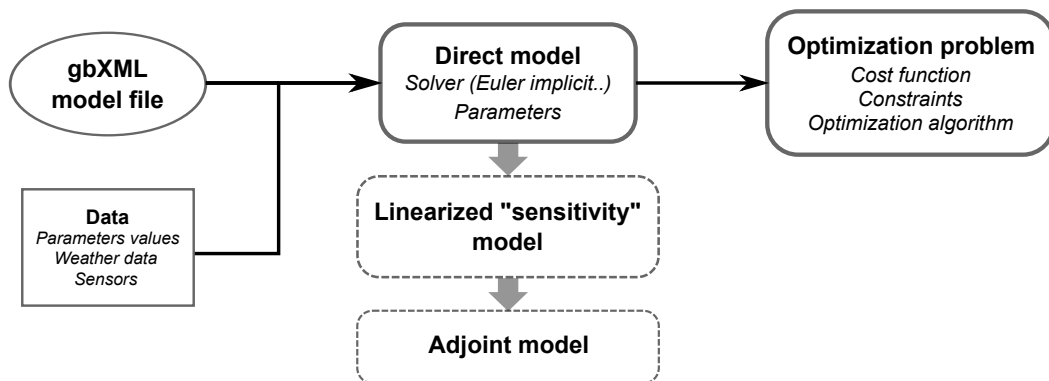 gbXML
model file
Data
Parameters values
Weather data
Sensors
Direct model
Solver (Euler implicit..)
Parameters
Linearized "sensitivity"
model
Adjoint model
Optimization problem
Cost function
Constraints
Optimization algorithm